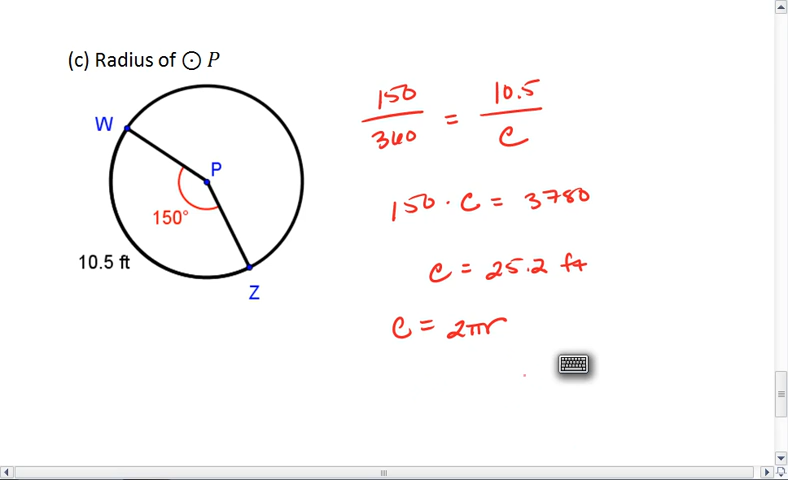 (c) Radius of ⊙ P
W
P
150°
10.5 ft
Z
150/360 = 10.5/C
150 · C = 3780
C = 25.2 ft
C = 2πr